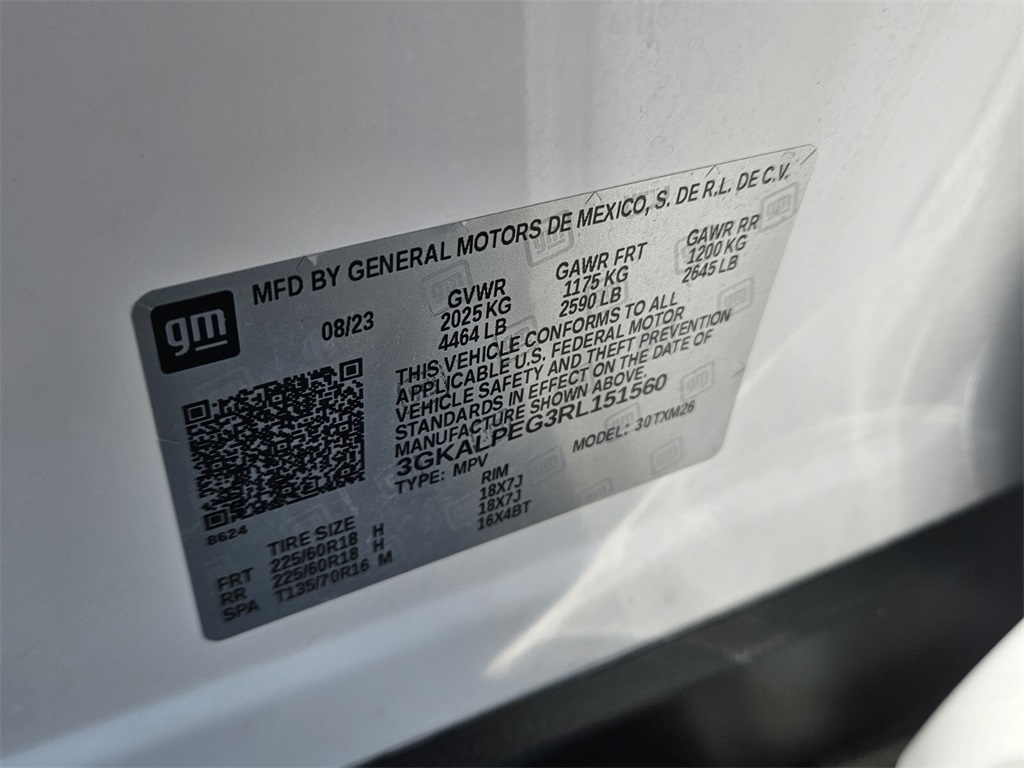 MFD BY GENERAL MOTORS DE MEXICO, S. DE R.L. DE C.V.
gm
08/23
GVWR
2025 KG
4464 LB
GAWR FRT
1175 KG
2590 LB
GAWR RR
1200 KG
2645 LB
THIS VEHICLE CONFORMS TO ALL
APPLICABLE U.S. FEDERAL MOTOR
VEHICLE SAFETY AND THEFT PREVENTION
STANDARDS IN EFFECT ON THE DATE OF
MANUFACTURE SHOWN ABOVE.
3GKALPEG3RL151560
TYPE: MPV
MODEL: 30TXM26
8624
TIRE SIZE RIM
FRT 225/60R18 H 18X7J
RR 225/60R18 H 18X7J
SPA T135/70R16 M 16X4BT